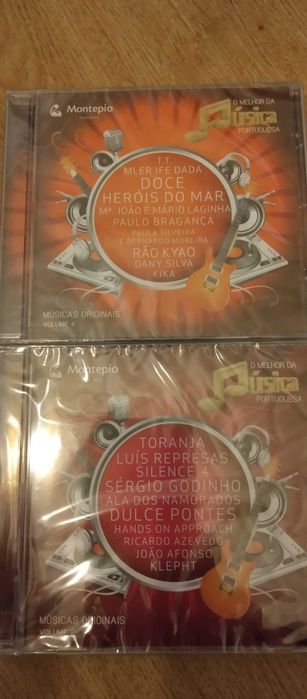 Montepio
O MELHOR DA
Música
PORTUGUESA
T.T
MLER IFE DADA
DOCE
HERÓIS DO MAR
Mª. JOÃO E MARIO LAGINHA
PAULO BRAGANÇA
PAULA SILVEIRA
E BERNARDO MOREIRA
RÃO KYAO
DANY SILVA
KIKA
MÚSICAS ORIGINAIS
VOLUME 4
Montepio
O MELHOR DA
Música
PORTUGUESA
TORANJA
LUÍS REPRESAS
SILENCE 4
SÉRGIO GODINHO
ALA DOS NAMORADOS
DULCE PONTES
HANDS ON APPROACH
RICARDO AZEVEDO
JOÃO AFONSO
KLEPHT
MÚSICAS ORIGINAIS
VOLUME